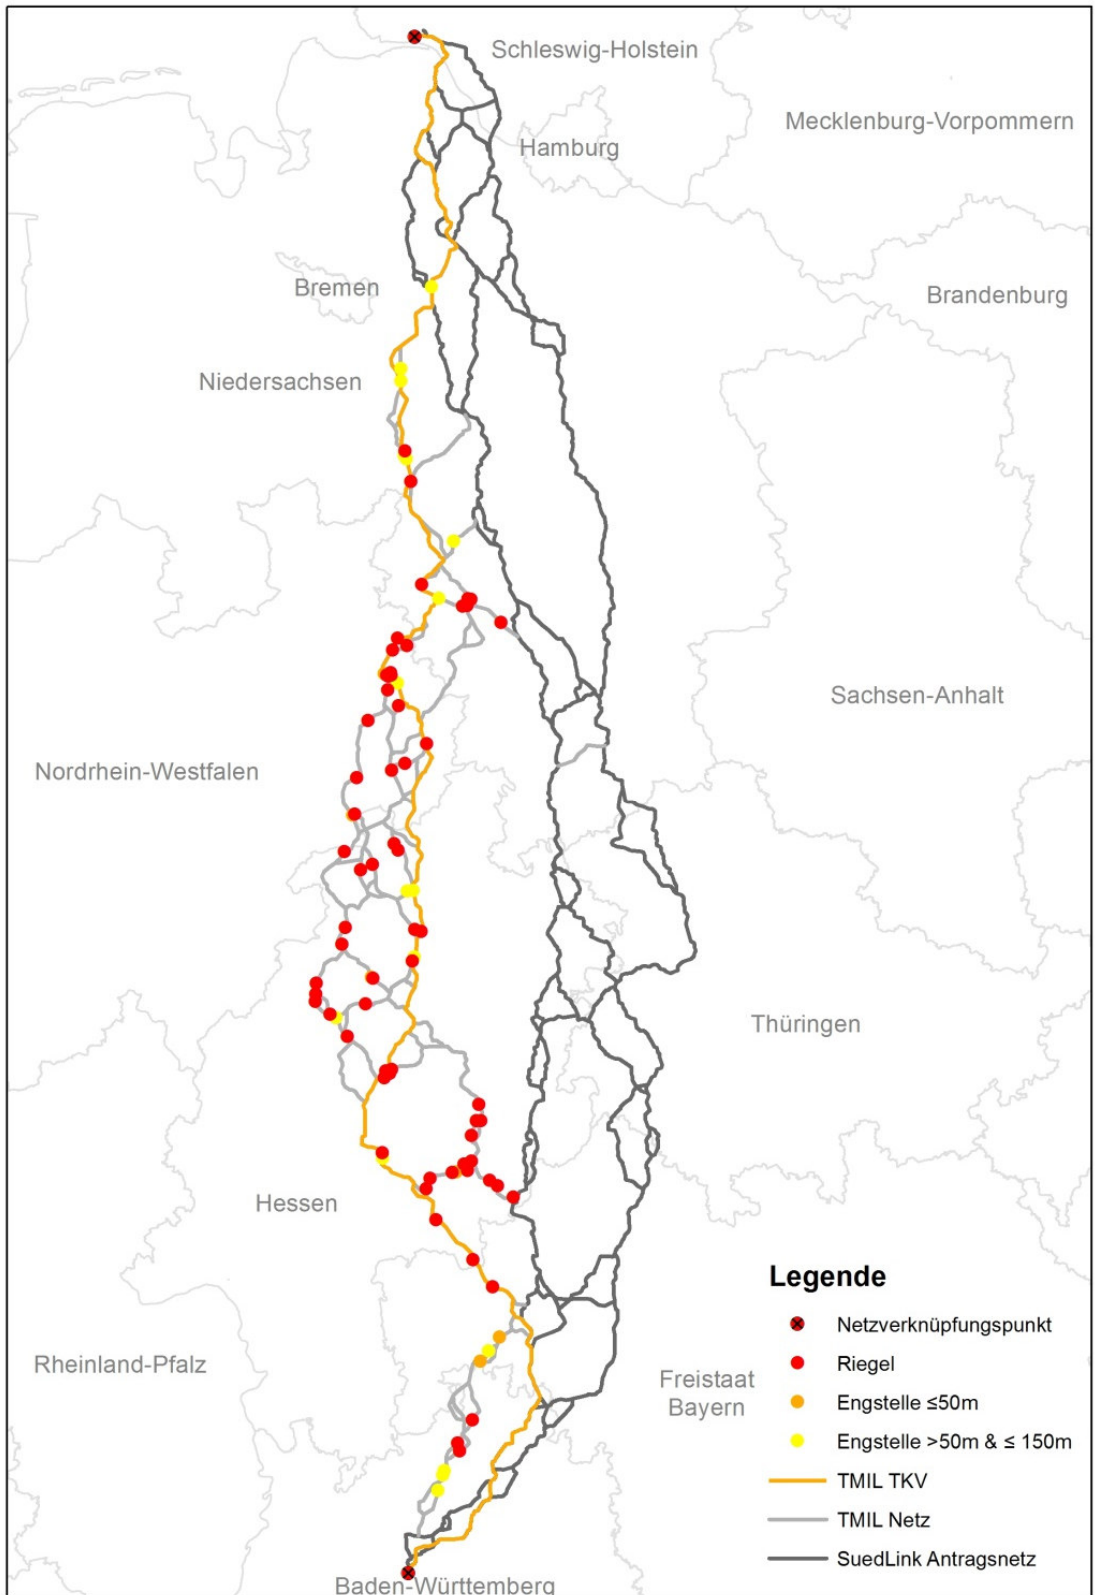 Schleswig-Holstein
Mecklenburg-Vorpommern
Hamburg
Bremen
Brandenburg
Niedersachsen
Sachsen-Anhalt
Nordrhein-Westfalen
Thüringen
Hessen
Legende
Netzverknüpfungspunkt
Rheinland-Pfalz
Riegel
Freistaat
Bayern
Engstelle ≤50m
Engstelle >50m & ≤ 150m
TMIL TKV
TMIL Netz
SuedLink Antragsnetz
Baden-Württemberg